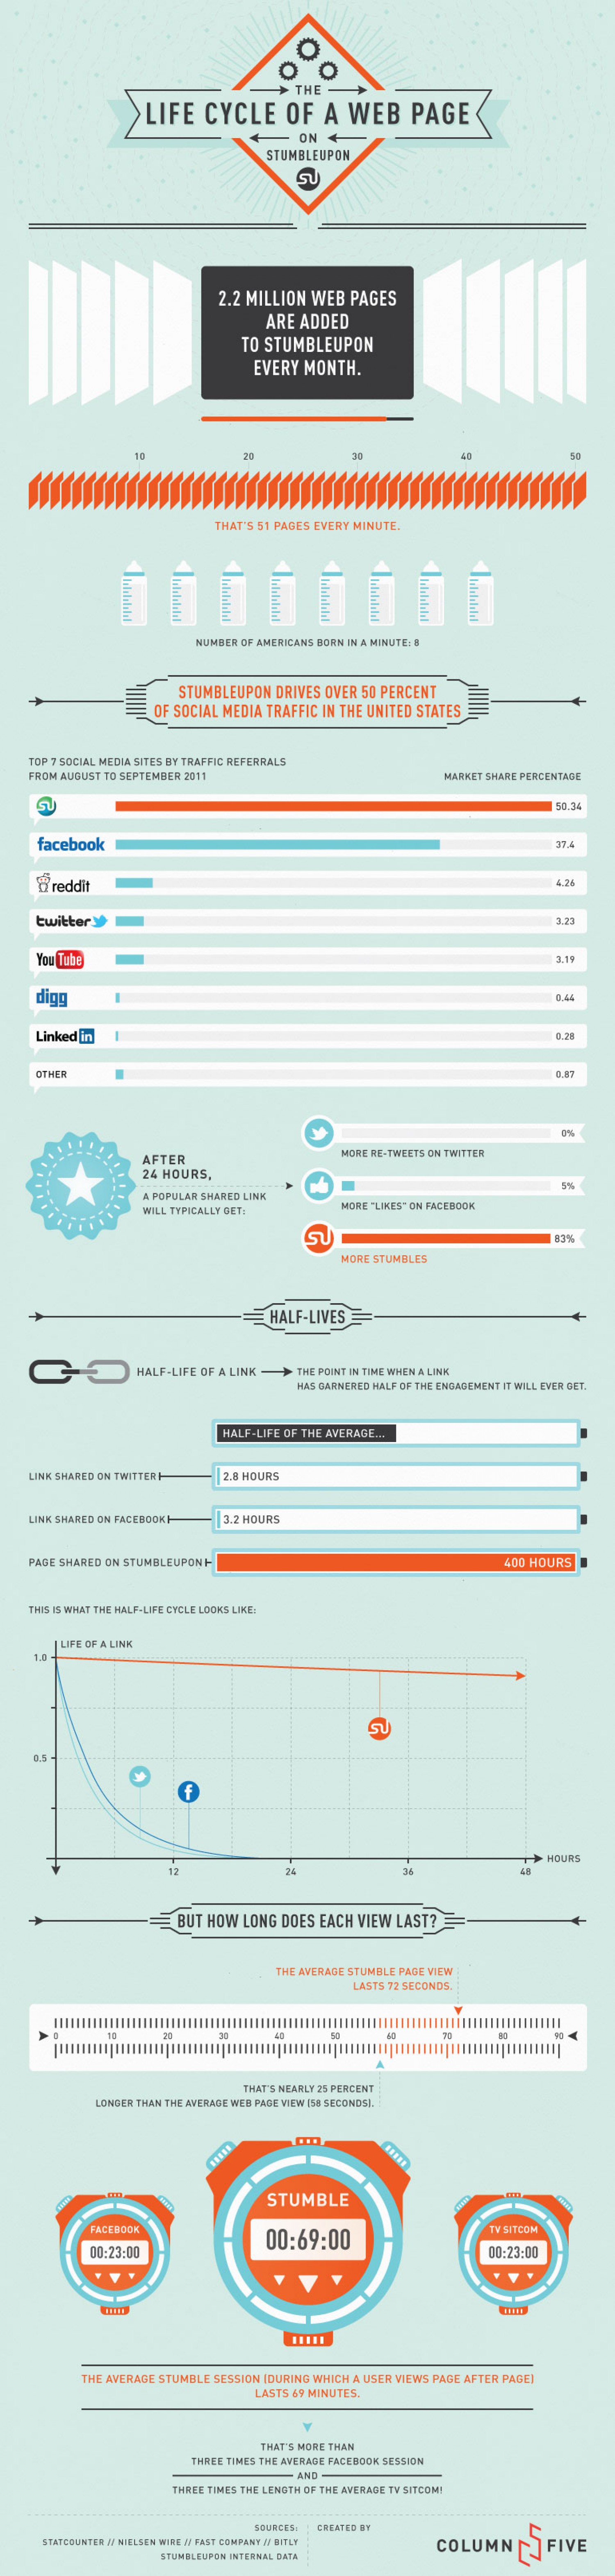 THE
LIFE CYCLE OF A WEB PAGE
ON
STUMBLEUPON
SU
2.2 MILLION WEB PAGES
ARE ADDED
TO STUMBLEUPON
EVERY MONTH.
10 20 30 40 50
THAT'S 51 PAGES EVERY MINUTE.
NUMBER OF AMERICANS BORN IN A MINUTE: 8
STUMBLEUPON DRIVES OVER 50 PERCENT
OF SOCIAL MEDIA TRAFFIC IN THE UNITED STATES
TOP 7 SOCIAL MEDIA SITES BY TRAFFIC REFERRALS
FROM AUGUST TO SEPTEMBER 2011
MARKET SHARE PERCENTAGE
SU 50.34
facebook 37.4
reddit 4.26
twitter 3.23
YouTube 3.19
digg 0.44
Linked in 0.28
OTHER 0.87
AFTER
24 HOURS,
A POPULAR SHARED LINK
WILL TYPICALLY GET:
0%
MORE RE-TWEETS ON TWITTER
5%
MORE "LIKES" ON FACEBOOK
SU 83%
MORE STUMBLES
HALF-LIVES
HALF-LIFE OF A LINK
THE POINT IN TIME WHEN A LINK
HAS GARNERED HALF OF THE ENGAGEMENT IT WILL EVER GET.
HALF-LIFE OF THE AVERAGE...
LINK SHARED ON TWITTER 2.8 HOURS
LINK SHARED ON FACEBOOK 3.2 HOURS
PAGE SHARED ON STUMBLEUPON 400 HOURS
THIS IS WHAT THE HALF-LIFE CYCLE LOOKS LIKE:
LIFE OF A LINK
1.0
SU
0.5
f
HOURS
12 24 36 48
BUT HOW LONG DOES EACH VIEW LAST?
THE AVERAGE STUMBLE PAGE VIEW
LASTS 72 SECONDS.
0 10 20 30 40 50 60 70 80 90
THAT'S NEARLY 25 PERCENT
LONGER THAN THE AVERAGE WEB PAGE VIEW (58 SECONDS).
FACEBOOK
00:23:00
STUMBLE
00:69:00
TV SITCOM
00:23:00
THE AVERAGE STUMBLE SESSION (DURING WHICH A USER VIEWS PAGE AFTER PAGE)
LASTS 69 MINUTES.
THAT'S MORE THAN
THREE TIMES THE AVERAGE FACEBOOK SESSION
AND
THREE TIMES THE LENGTH OF THE AVERAGE TV SITCOM!
SOURCES:
STATCOUNTER // NIELSEN WIRE // FAST COMPANY // BITLY
STUMBLEUPON INTERNAL DATA
CREATED BY
COLUMN FIVE